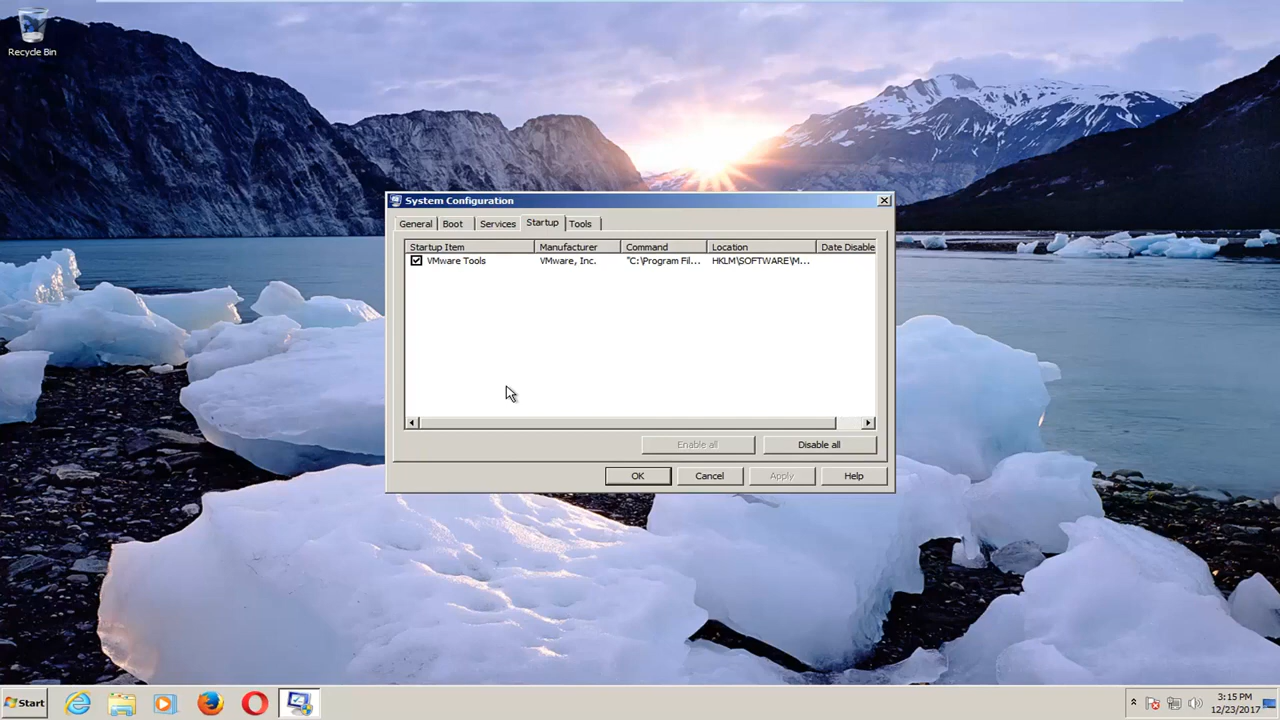 Recycle Bin
System Configuration
General Boot Services Startup Tools
Startup Item Manufacturer Command Location Date Disable
VMware Tools VMware, Inc. "C:\Program Fil... HKLM\SOFTWARE\M...
Enable all Disable all
OK Cancel Apply Help
Start
3:15 PM
12/23/2017